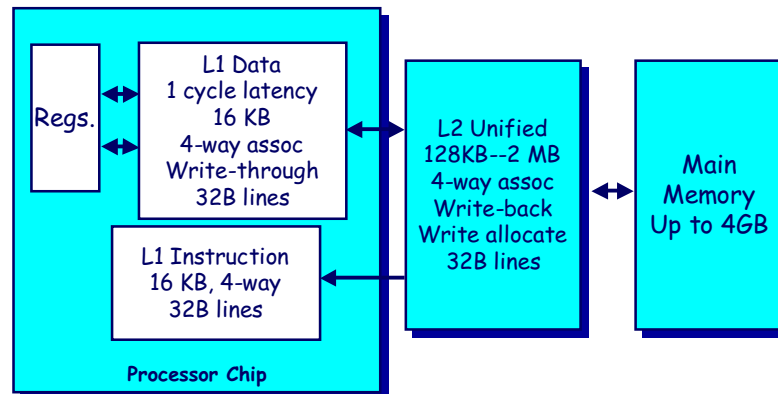 Regs.
L1 Data
1 cycle latency
16 KB
4-way assoc
Write-through
32B lines
L1 Instruction
16 KB, 4-way
32B lines
Processor Chip
L2 Unified
128KB--2 MB
4-way assoc
Write-back
Write allocate
32B lines
Main
Memory
Up to 4GB